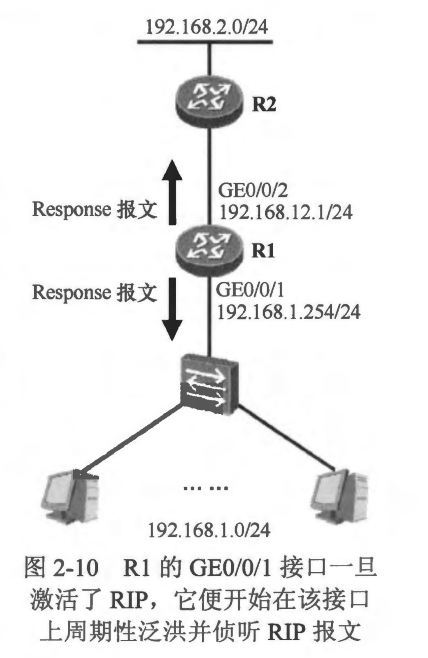 192.168.2.0/24
R2
GE0/0/2
Response 报文
192.168.12.1/24
R1
GE0/0/1
Response 报文
192.168.1.254/24
... ...
192.168.1.0/24
图 2-10 R1 的 GE0/0/1 接口一旦
激活了 RIP，它便开始在该接口
上周期性泛洪并侦听 RIP 报文